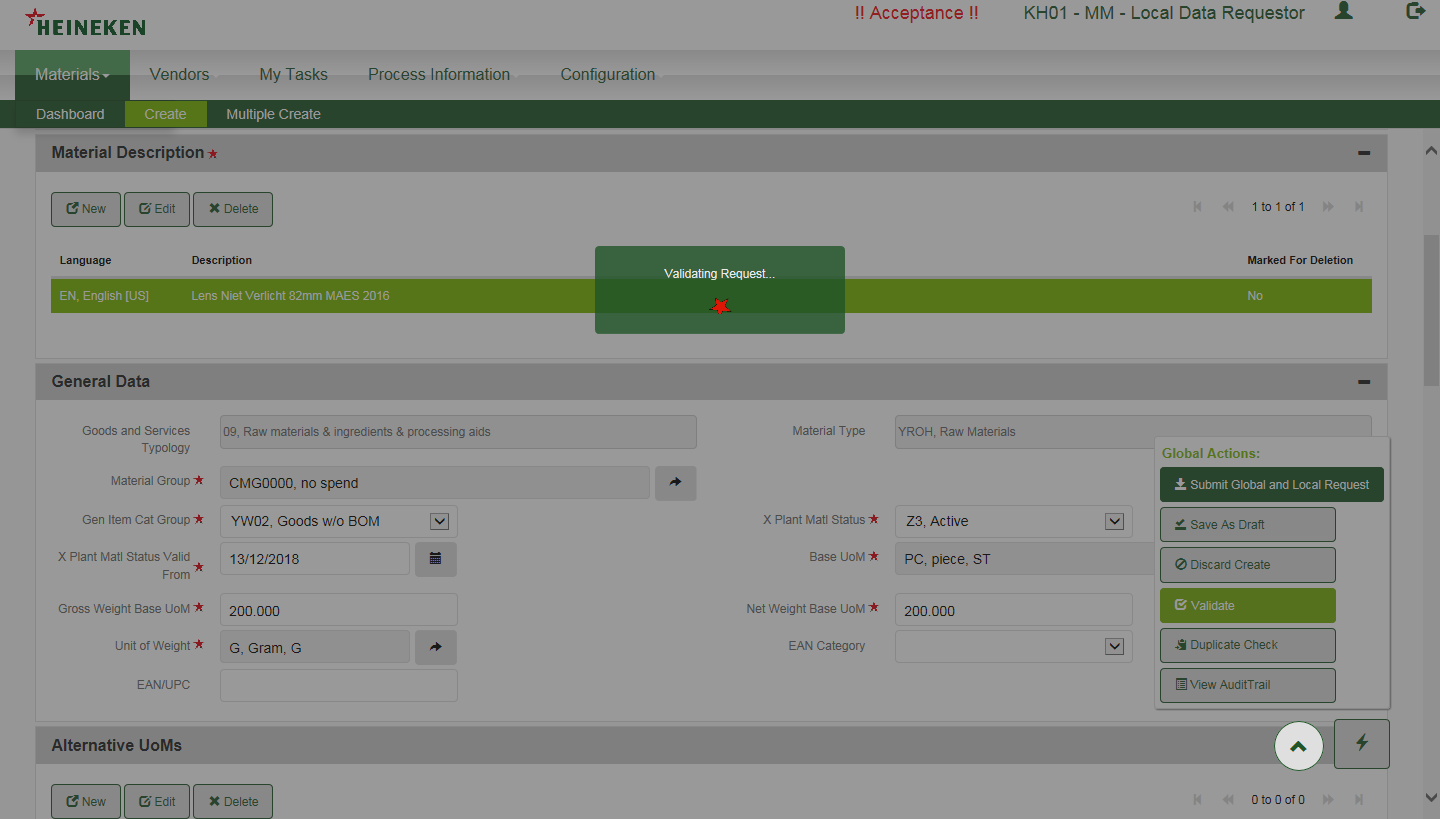 HEINEKEN
!! Acceptance !!
KH01 - MM - Local Data Requestor
Materials
Vendors
My Tasks
Process Information
Configuration
Dashboard
Create
Multiple Create
Material Description
New
Edit
Delete
1 to 1 of 1
Language
Description
Marked For Deletion
EN, English [US]
Lens Niet Verlicht 82mm MAES 2016
No
Validating Request...
General Data
Goods and Services
Typology
09, Raw materials & ingredients & processing aids
Material Type
YROH, Raw Materials
Material Group
CMG0000, no spend
Gen Item Cat Group
YW02, Goods w/o BOM
X Plant Matl Status
Z3, Active
X Plant Matl Status Valid
From
13/12/2018
Base UoM
PC, piece, ST
Gross Weight Base UoM
200.000
Net Weight Base UoM
200.000
Unit of Weight
G, Gram, G
EAN Category
EAN/UPC
Global Actions:
Submit Global and Local Request
Save As Draft
Discard Create
Validate
Duplicate Check
View AuditTrail
Alternative UoMs
New
Edit
Delete
0 to 0 of 0